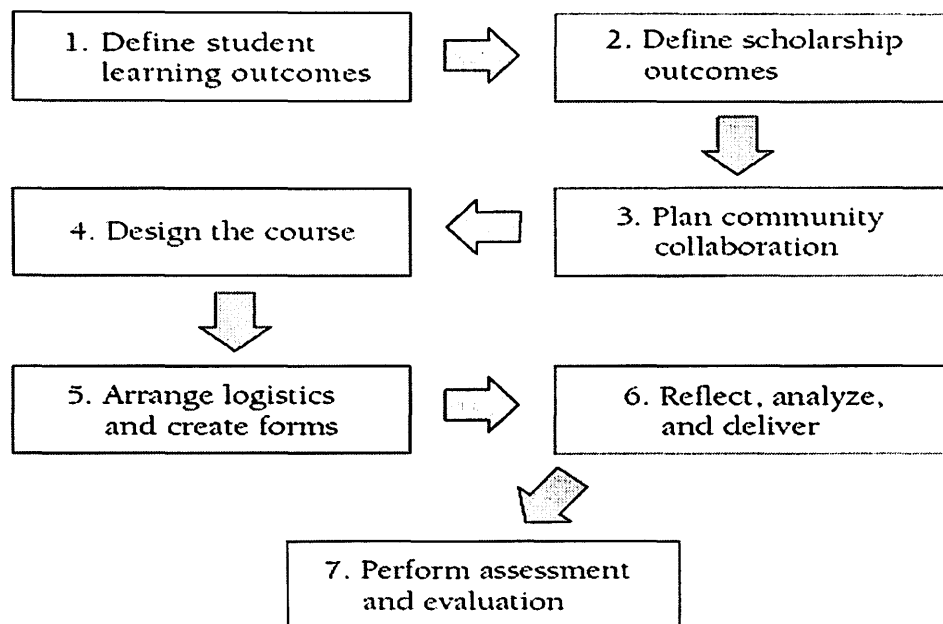 1. Define student
learning outcomes
2. Define scholarship
outcomes
3. Plan community
collaboration
4. Design the course
5. Arrange logistics
and create forms
6. Reflect, analyze,
and deliver
7. Perform assessment
and evaluation